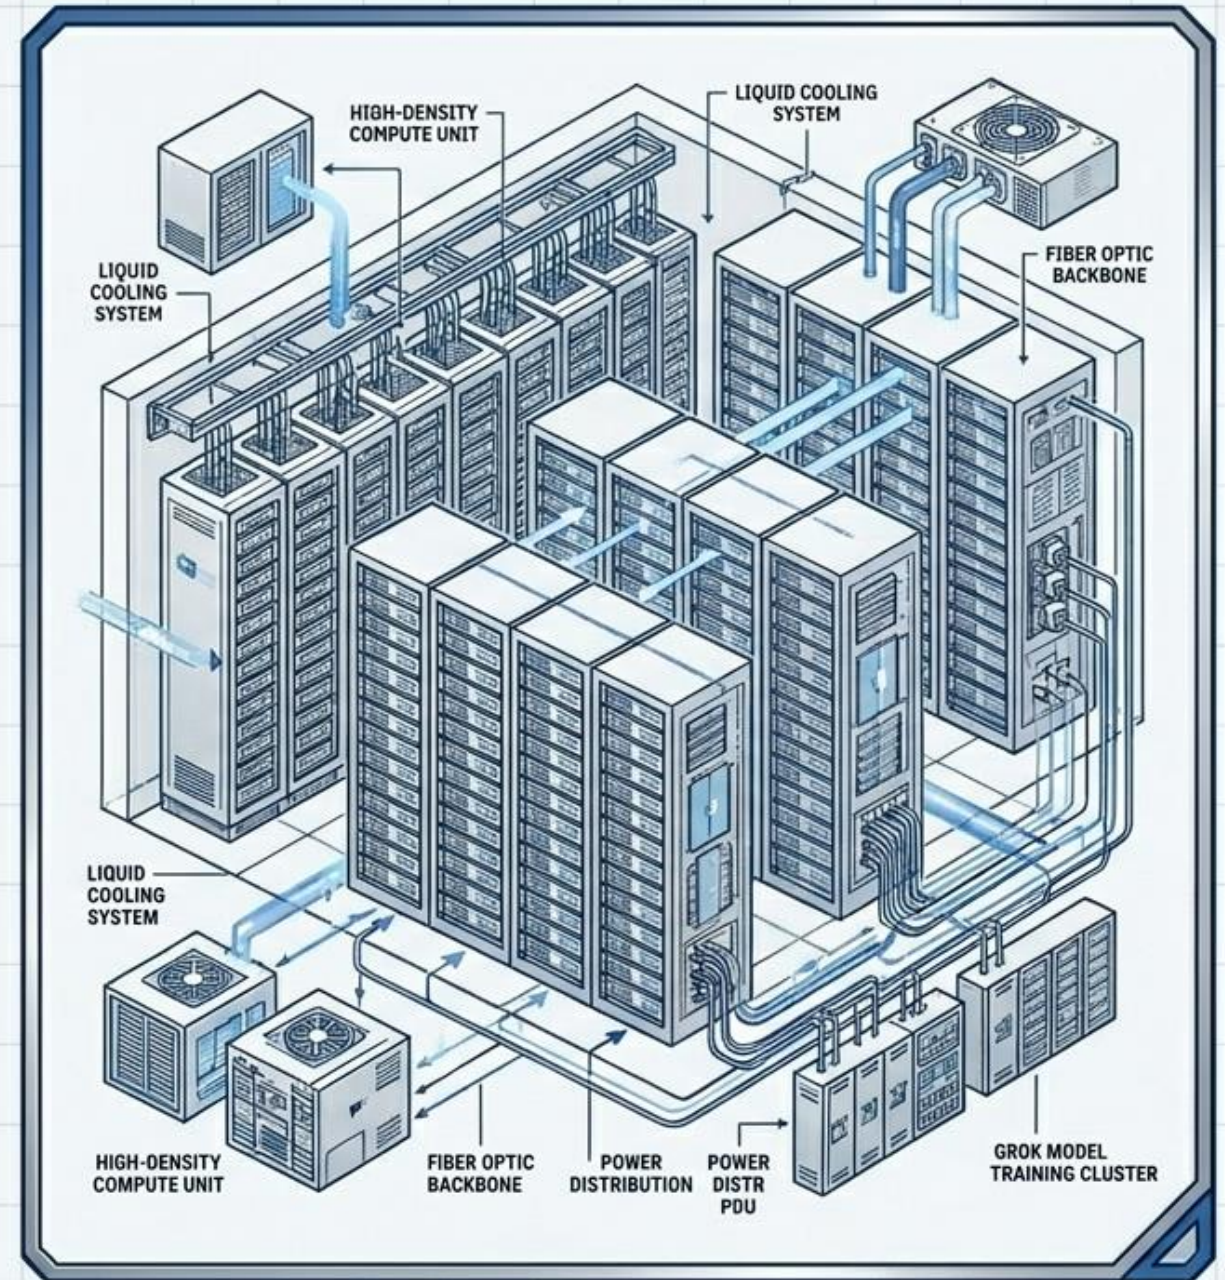 HIGH-DENSITY
COMPUTE UNIT
LIQUID COOLING
SYSTEM
FIBER OPTIC
BACKBONE
LIQUID
COOLING
SYSTEM
LIQUID
COOLING
SYSTEM
HIGH-DENSITY
COMPUTE UNIT
FIBER OPTIC
BACKBONE
POWER
DISTRIBUTION
POWER
DISTR
PDU
GROK MODEL
TRAINING CLUSTER